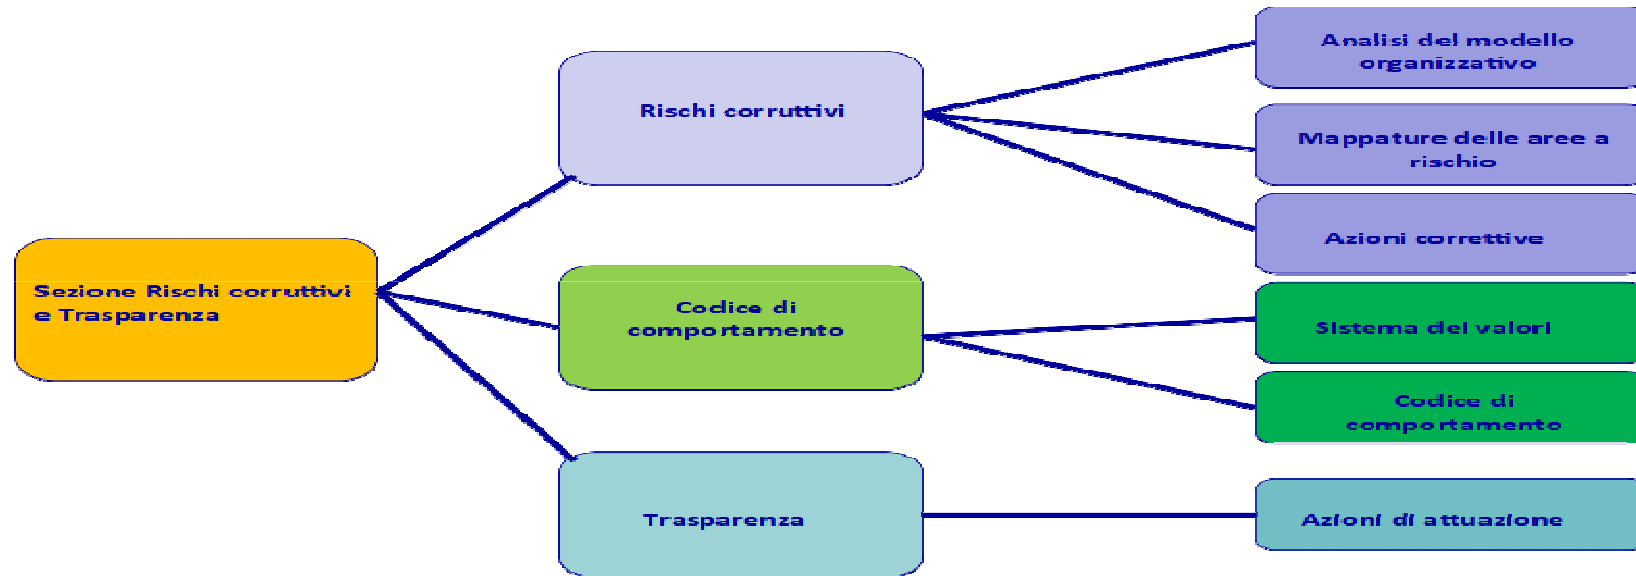 Analisi del modello
organizzativo
Rischi corruttivi
Mappature delle aree a
rischio
Azioni correttive
Sezione Rischi corruttivi
e Trasparenza
Codice di
comportamento
Sistema dei valori
Codice di
comportamento
Trasparenza
Azioni di attuazione